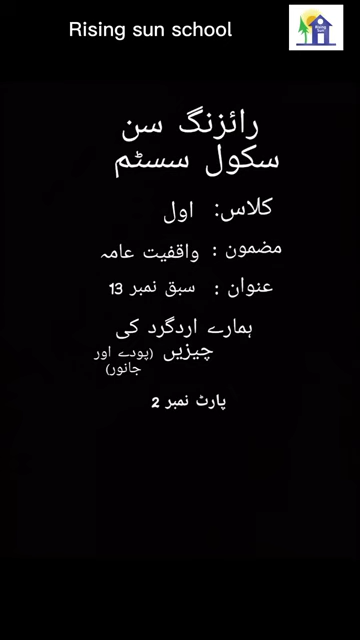 Rising sun school
رائزنگ سن
سکول سسٹم
کلاس: اول
مضمون : واقفیت عامہ
عنوان : سبق نمبر 13
ہمارے اردگرد کی
چیزیں (پودے اور
جانور)
پارٹ نمبر 2